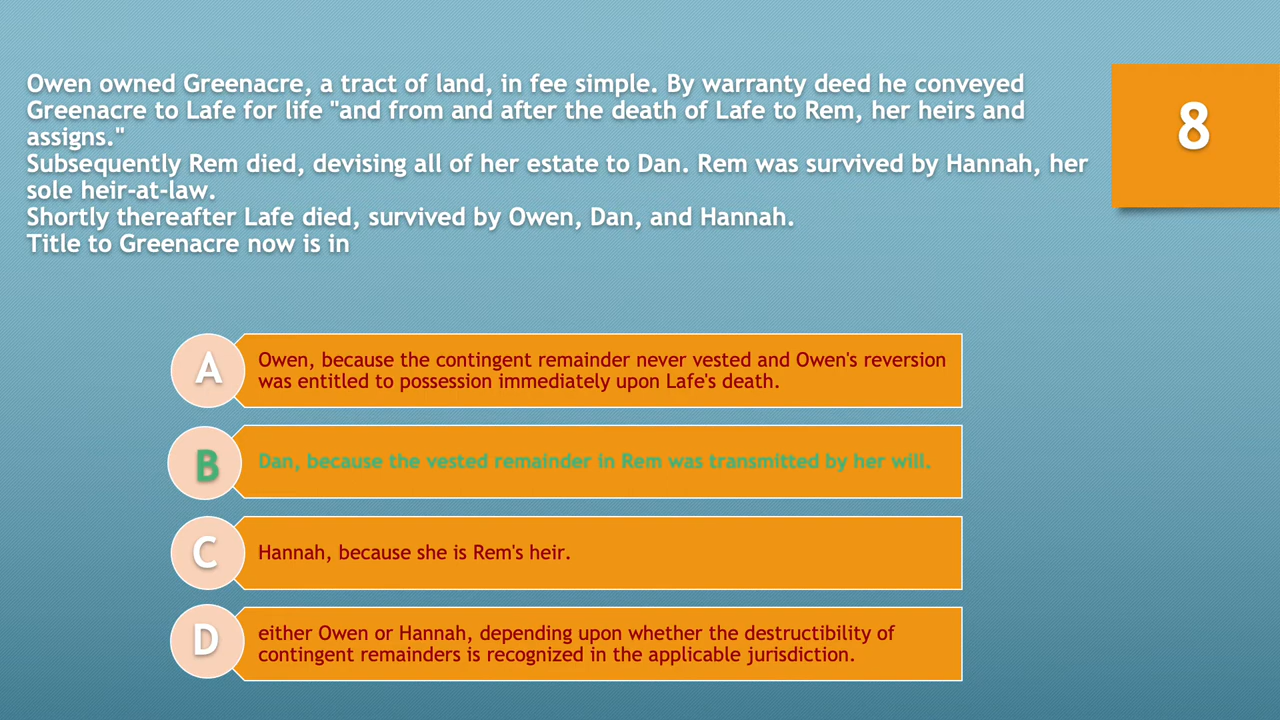 Owen owned Greenacre, a tract of land, in fee simple. By warranty deed he conveyed
Greenacre to Lafe for life "and from and after the death of Lafe to Rem, her heirs and
assigns."
Subsequently Rem died, devising all of her estate to Dan. Rem was survived by Hannah, her
sole heir-at-law.
Shortly thereafter Lafe died, survived by Owen, Dan, and Hannah.
Title to Greenacre now is in
8
A
Owen, because the contingent remainder never vested and Owen's reversion
was entitled to possession immediately upon Lafe's death.
B
Dan, because the vested remainder in Rem was transmitted by her will.
C
Hannah, because she is Rem's heir.
D
either Owen or Hannah, depending upon whether the destructibility of
contingent remainders is recognized in the applicable jurisdiction.